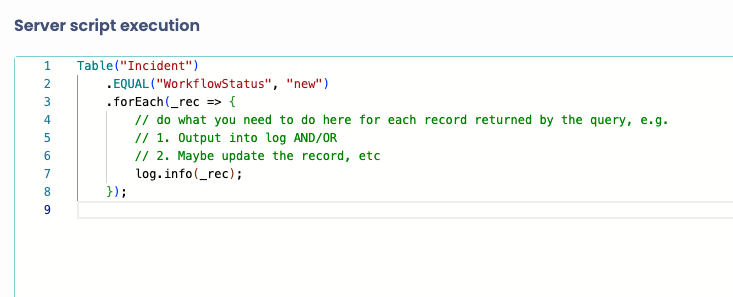 Server script execution
1 Table("Incident")
2 .EQUAL("WorkflowStatus", "new")
3 .forEach(_rec => {
4 // do what you need to do here for each record returned by the query, e.g.
5 // 1. Output into log AND/OR
6 // 2. Maybe update the record, etc
7 log.info(_rec);
8 });
9